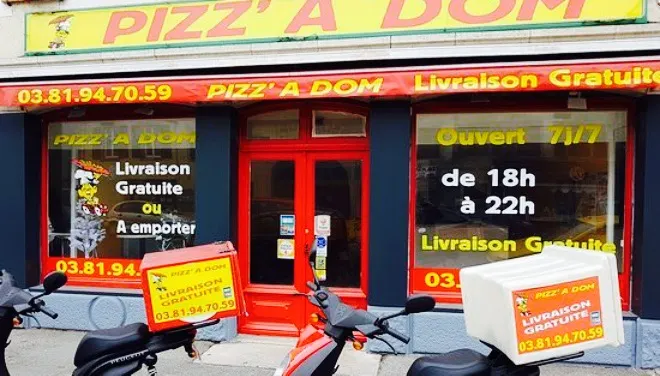 PIZZ' A DOM
03.81.94.70.59 PIZZ' A DOM Livraison Gratuite
PIZZ' A DOM
Livraison
Gratuite
ou
A emporter
03.81.94
Ouvert 7j/7
de 18h
à 22h
Livraison Gratuite
03
PIZZ' A DOM
LIVRAISON
GRATUITE
03.81.94.70.59
PIZZ' A DOM
LIVRAISON
GRATUITE
03.81.94.70.59